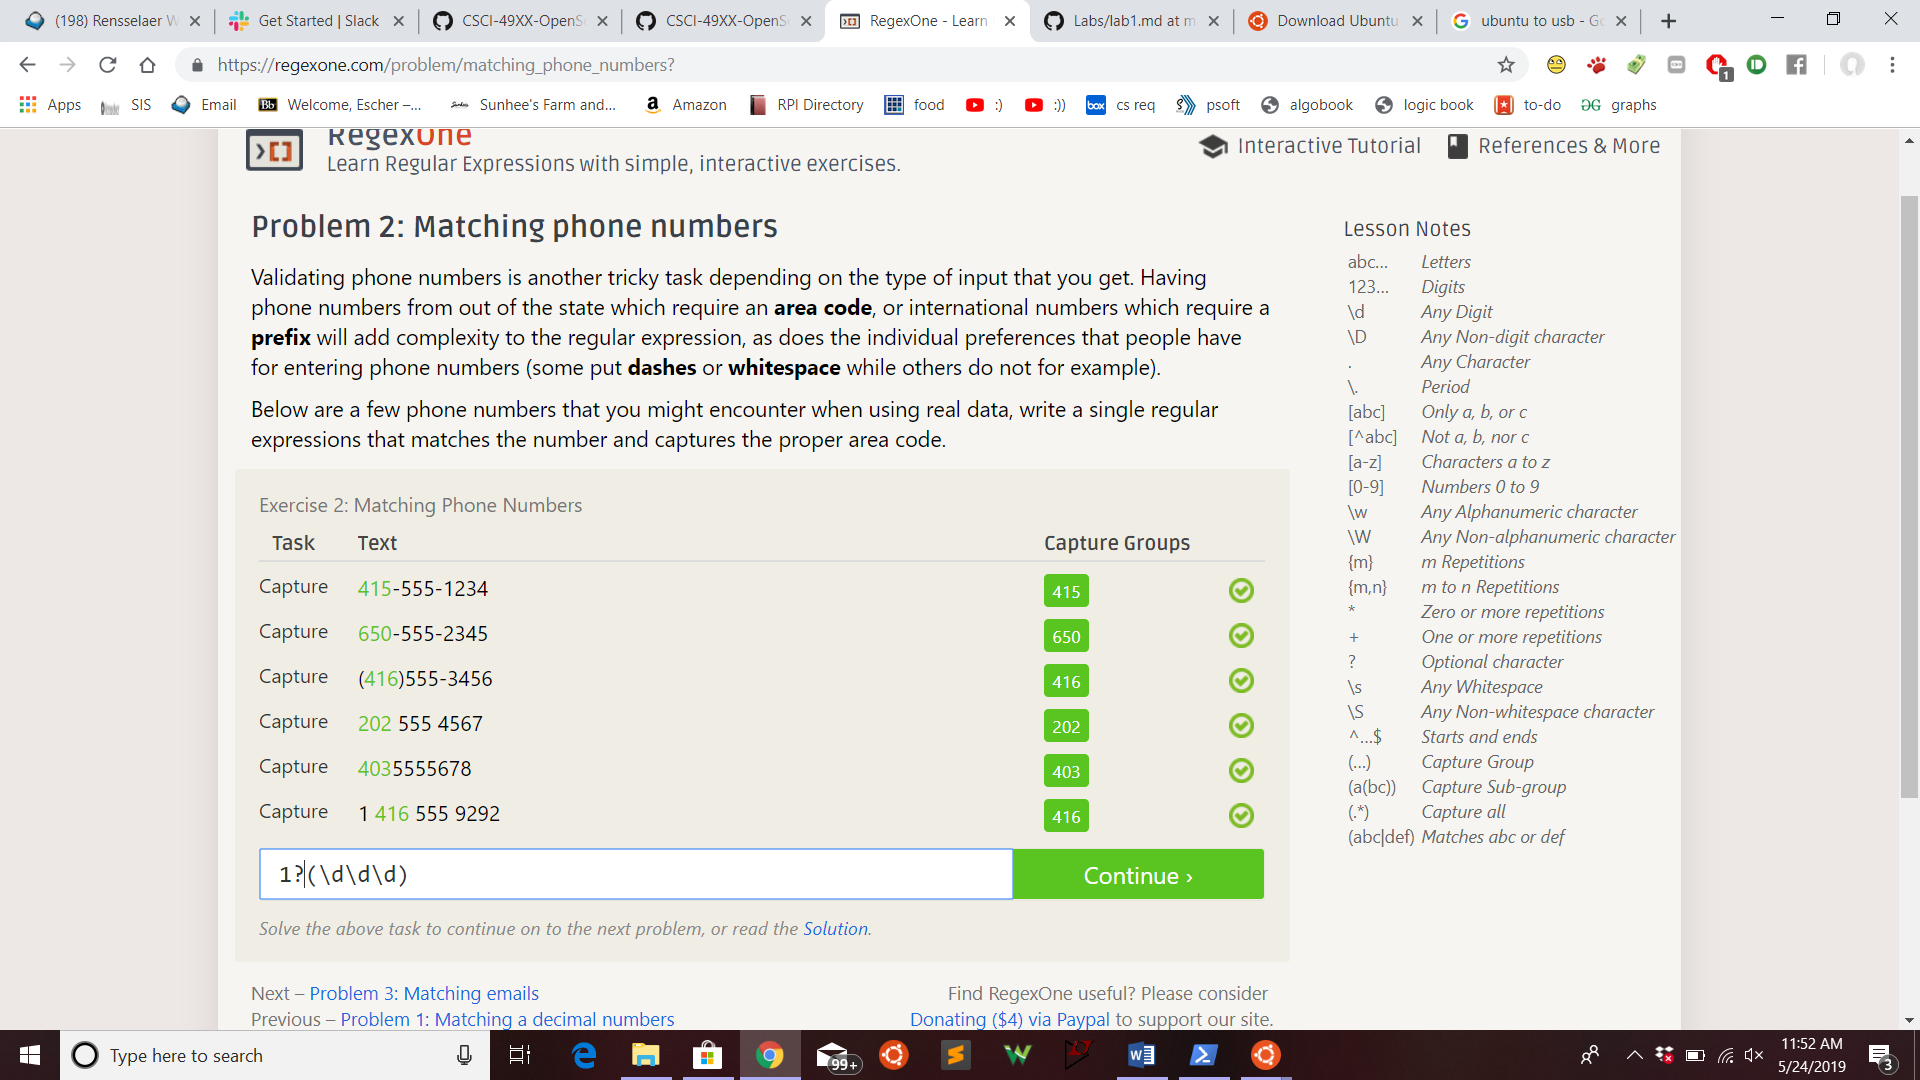 (198) Rensselaer W
Get Started | Slack
CSCI-49XX-OpenS
CSCI-49XX-OpenS
RegexOne - Learn
Labs/lab1.md at m
Download Ubuntu
ubuntu to usb - Go
https://regexone.com/problem/matching_phone_numbers?
1
Apps SIS Email Bb Welcome, Escher –... Sunhee's Farm and... Amazon RPI Directory food :) :)) box cs req psoft algobook logic book to-do graphs
RegexOne
Learn Regular Expressions with simple, interactive exercises.
Interactive Tutorial References & More
Problem 2: Matching phone numbers
Validating phone numbers is another tricky task depending on the type of input that you get. Having
phone numbers from out of the state which require an area code, or international numbers which require a
prefix will add complexity to the regular expression, as does the individual preferences that people have
for entering phone numbers (some put dashes or whitespace while others do not for example).
Below are a few phone numbers that you might encounter when using real data, write a single regular
expressions that matches the number and captures the proper area code.
Exercise 2: Matching Phone Numbers
Task Text Capture Groups
Capture 415-555-1234 415
Capture 650-555-2345 650
Capture (416)555-3456 416
Capture 202 555 4567 202
Capture 4035555678 403
Capture 1 416 555 9292 416
1?(\d\d\d)
Continue ›
Solve the above task to continue on to the next problem, or read the Solution.
Next – Problem 3: Matching emails
Previous – Problem 1: Matching a decimal numbers
Find RegexOne useful? Please consider
Donating ($4) via Paypal to support our site.
Lesson Notes
abc... Letters
123... Digits
\d Any Digit
\D Any Non-digit character
. Any Character
\. Period
[abc] Only a, b, or c
[^abc] Not a, b, nor c
[a-z] Characters a to z
[0-9] Numbers 0 to 9
\w Any Alphanumeric character
\W Any Non-alphanumeric character
{m} m Repetitions
{m,n} m to n Repetitions
* Zero or more repetitions
+ One or more repetitions
? Optional character
\s Any Whitespace
\S Any Non-whitespace character
^...$ Starts and ends
(...) Capture Group
(a(bc)) Capture Sub-group
(.*) Capture all
(abc|def) Matches abc or def
Type here to search
99+
11:52 AM
5/24/2019
3